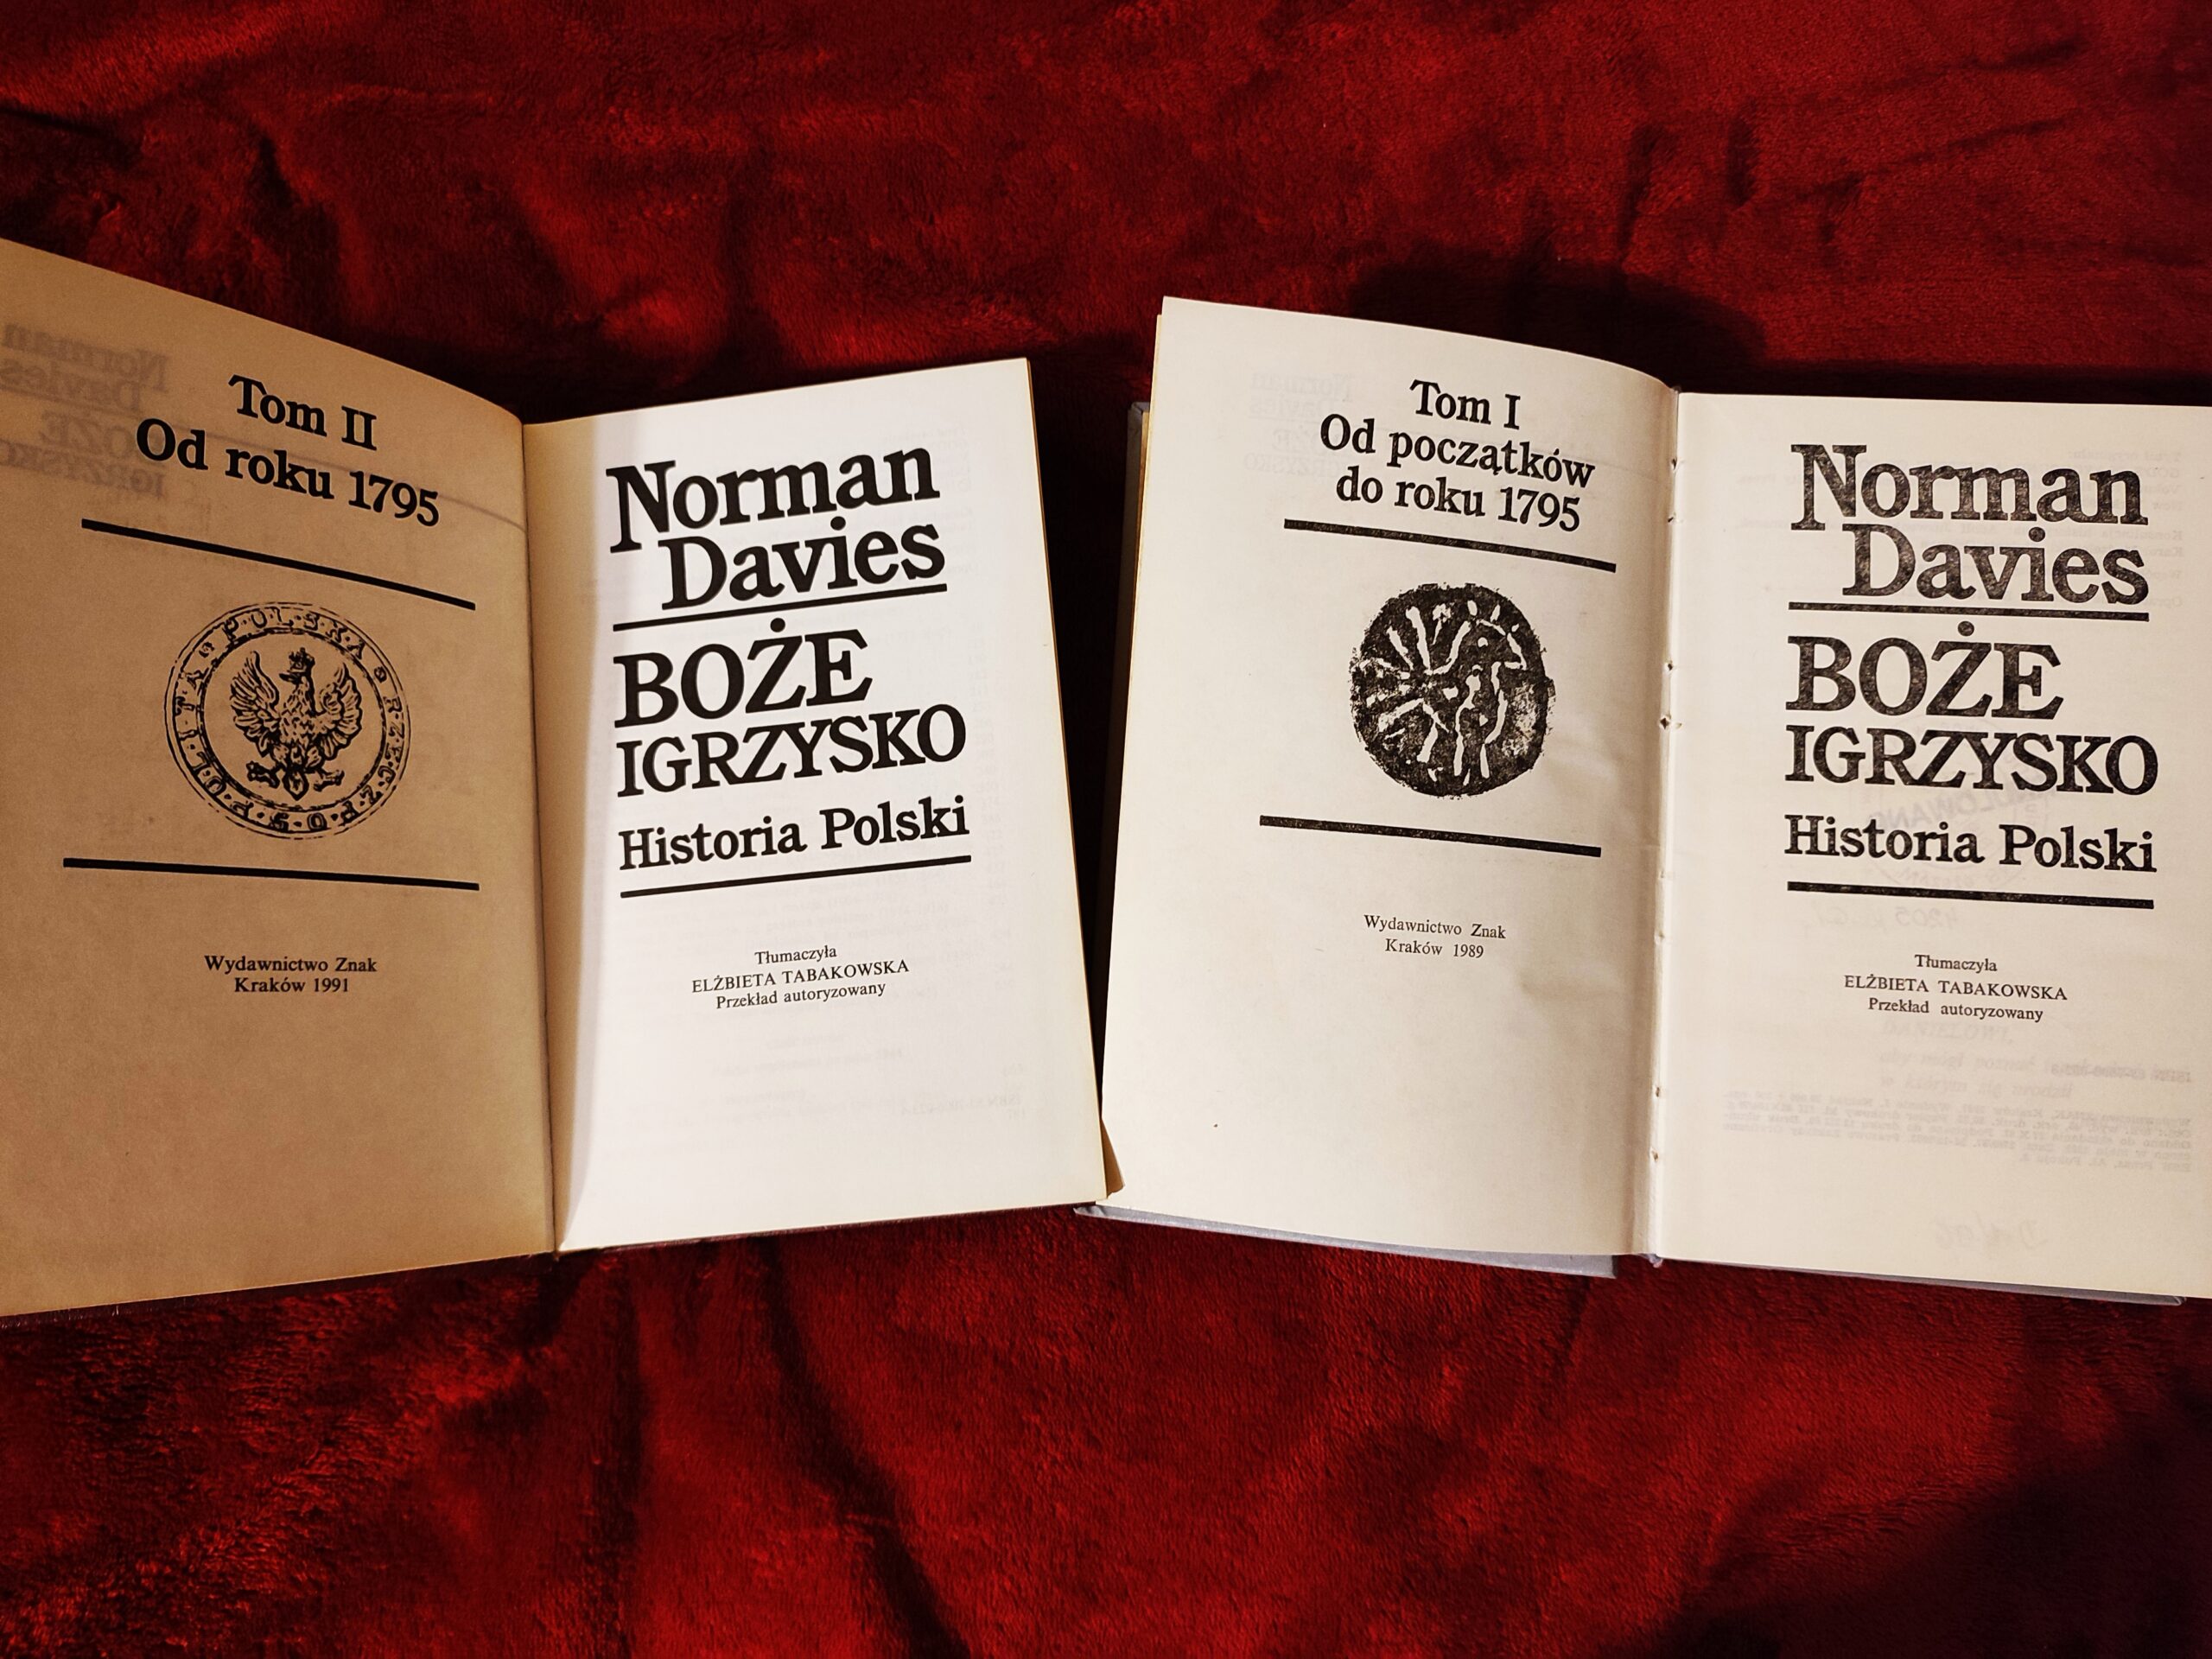 Tom II
Od roku 1795
RZECZPOSPOLITA POLSKA
Wydawnictwo Znak
Kraków 1991
Norman
Davies
BOŻE
IGRZYSKO
Historia Polski
Tłumaczyła
ELŻBIETA TABAKOWSKA
Przekład autoryzowany
Tom I
Od początków
do roku 1795
Wydawnictwo Znak
Kraków 1989
Norman
Davies
BOŻE
IGRZYSKO
Historia Polski
Tłumaczyła
ELŻBIETA TABAKOWSKA
Przekład autoryzowany